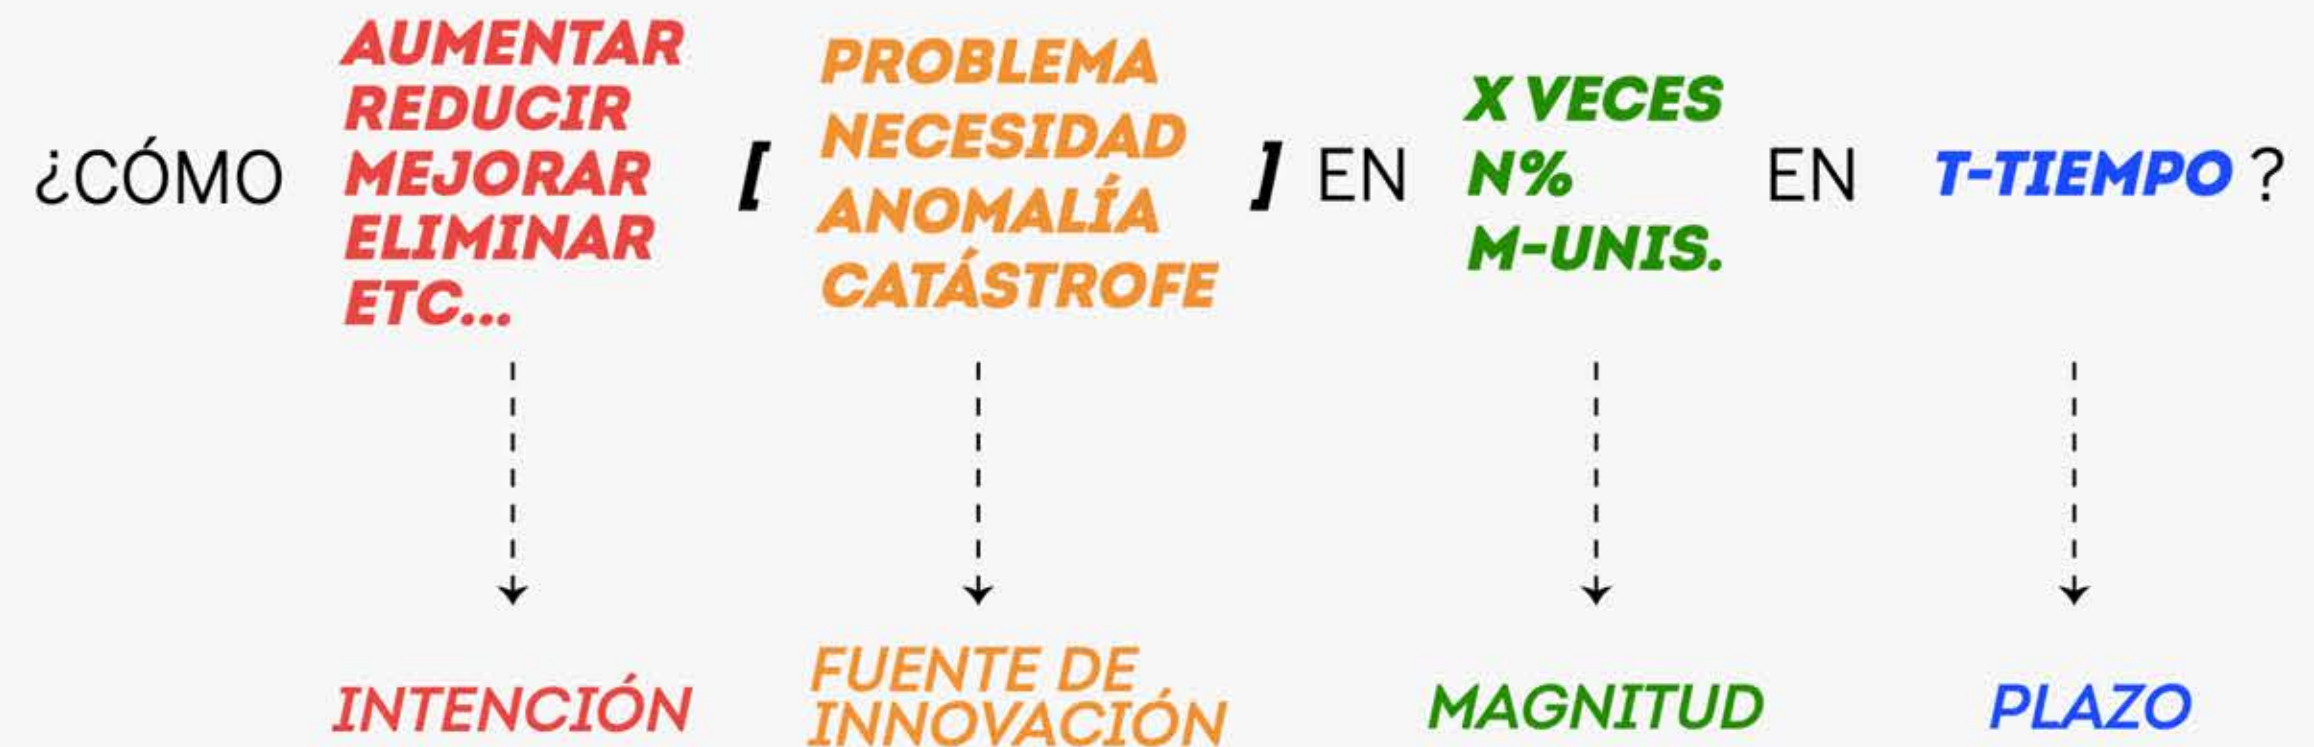 ¿CÓMO
AUMENTAR
REDUCIR
MEJORAR
ELIMINAR
ETC...
[
PROBLEMA
NECESIDAD
ANOMALÍA
CATÁSTROFE
] EN
X VECES
N%
M-UNIS.
EN
T-TIEMPO ?
INTENCIÓN
FUENTE DE
INNOVACIÓN
MAGNITUD
PLAZO